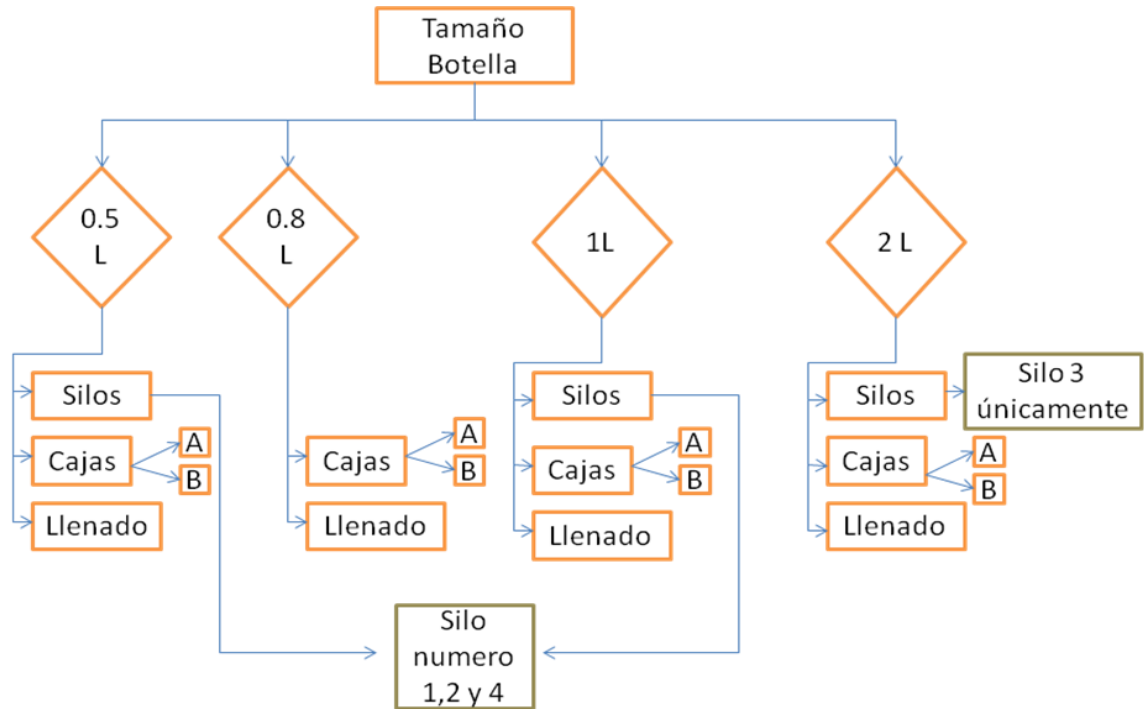 Tamaño
Botella
0.5
L
0.8
L
1L
2 L
Silos
Cajas
A
B
Llenado
Cajas
A
B
Llenado
Silos
Cajas
A
B
Llenado
Silos
Silo 3
únicamente
Cajas
A
B
Llenado
Silo
numero
1,2 y 4